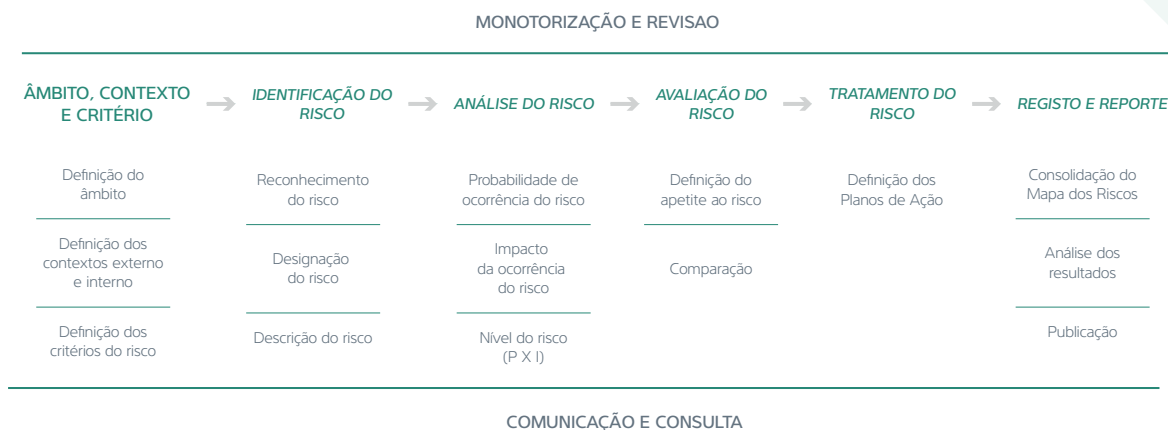 MONOTORIZAÇÃO E REVISAO
ÂMBITO, CONTEXTO
E CRITÉRIO
Definição do
âmbito
Definição dos
contextos externo
e interno
Definição dos
critérios do risco
IDENTIFICAÇÃO DO
RISCO
Reconhecimento
do risco
Designação
do risco
Descrição do risco
ANÁLISE DO RISCO
Probabilidade de
ocorrência do risco
Impacto
da ocorrência
do risco
Nível do risco
(P X I)
AVALIAÇÃO DO
RISCO
Definição do
apetite ao risco
Comparação
TRATAMENTO DO
RISCO
Definição dos
Planos de Ação
REGISTO E REPORTE
Consolidação do
Mapa dos Riscos
Análise dos
resultados
Publicação
COMUNICAÇÃO E CONSULTA